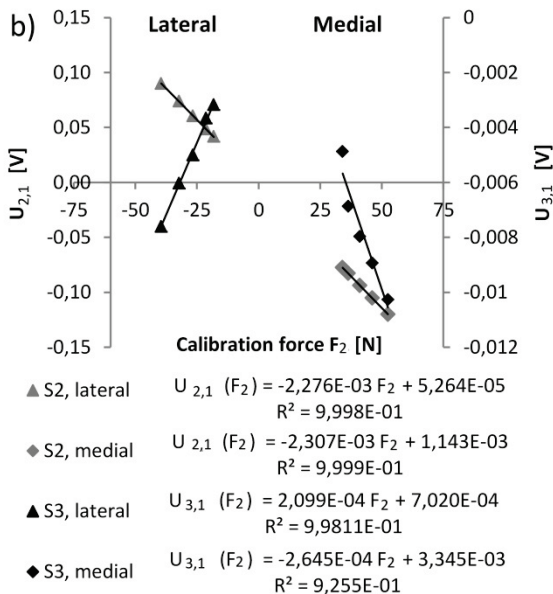 b)
Lateral Medial
0,15 0
0,10 -0,002
0,05 -0,004
0,00 -0,006
-75 -50 -25 0 25 50 75
-0,05 -0,008
-0,10 -0,01
-0,15 -0,012
U2,1 [V]
U3,1 [V]
Calibration force F2 [N]
S2, lateral U 2,1 (F2) = -2,276E-03 F2 + 5,264E-05
R² = 9,998E-01
S2, medial U 2,1 (F2) = -2,307E-03 F2 + 1,143E-03
R² = 9,999E-01
S3, lateral U 3,1 (F2) = 2,099E-04 F2 + 7,020E-04
R² = 9,9811E-01
S3, medial U 3,1 (F2) = -2,645E-04 F2 + 3,345E-03
R² = 9,255E-01